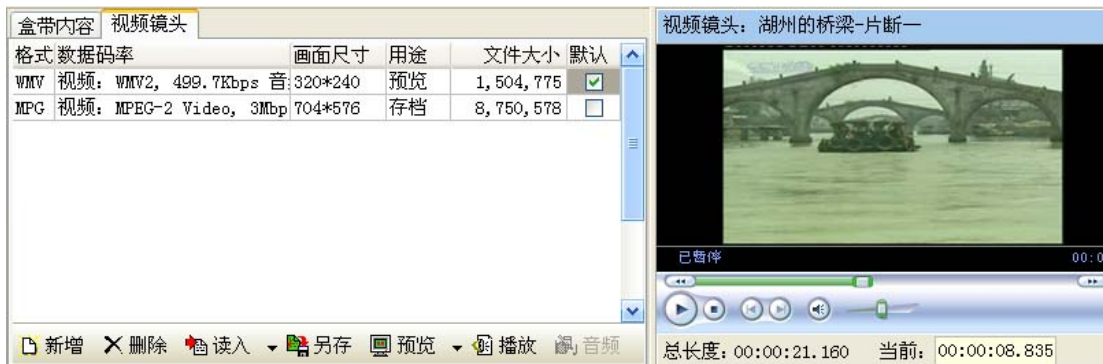 盒带内容 视频镜头
格式 数据码率 画面尺寸 用途 文件大小 默认
WMV 视频: WMV2, 499.7Kbps 音: 320*240 预览 1,504,775
MPG 视频: MPEG-2 Video, 3Mbp 704*576 存档 8,750,578
新增 删除 读入 另存 预览 播放 音频
视频镜头: 湖州的桥梁-片断一
已暂停 00:0
总长度: 00:00:21.160 当前: 00:00:08.835